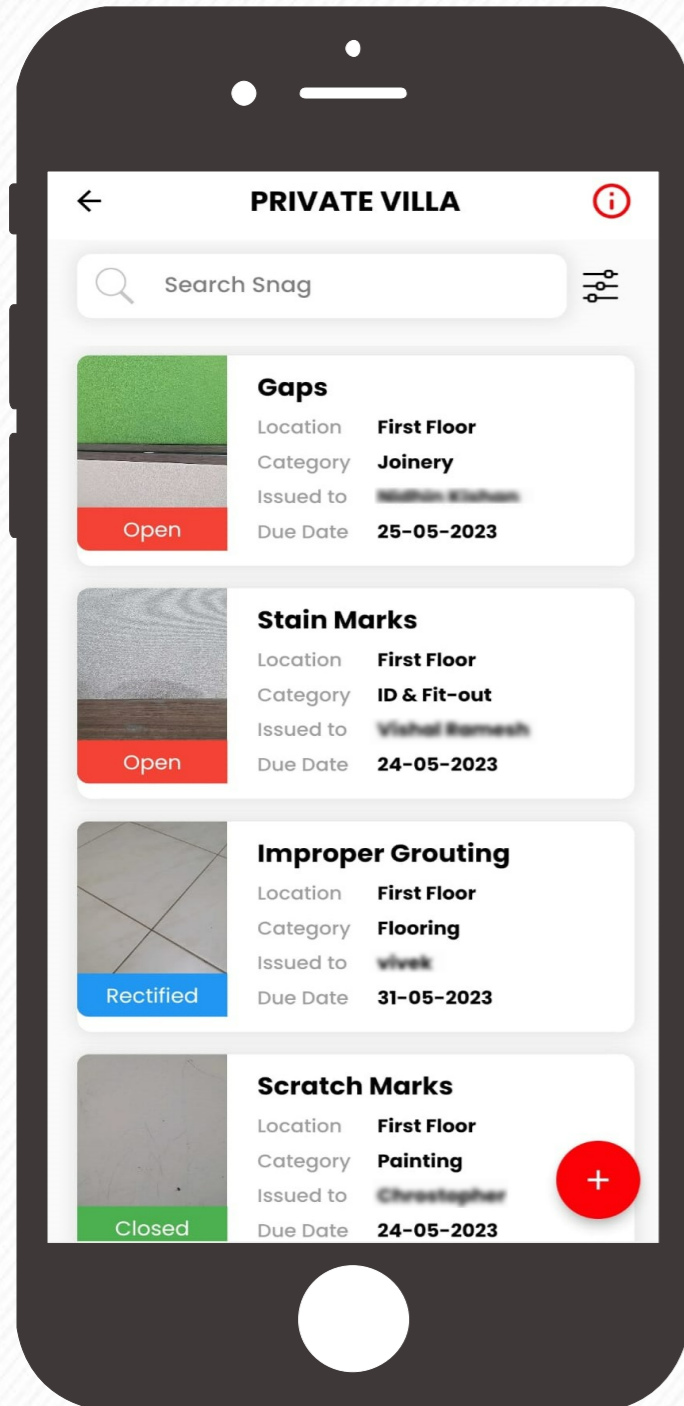 PRIVATE VILLA
Search Snag
Gaps
Location First Floor
Category Joinery
Issued to
Due Date 25-05-2023
Open
Stain Marks
Location First Floor
Category ID & Fit-out
Issued to
Due Date 24-05-2023
Open
Improper Grouting
Location First Floor
Category Flooring
Issued to
Due Date 31-05-2023
Rectified
Scratch Marks
Location First Floor
Category Painting
Issued to
Due Date 24-05-2023
Closed